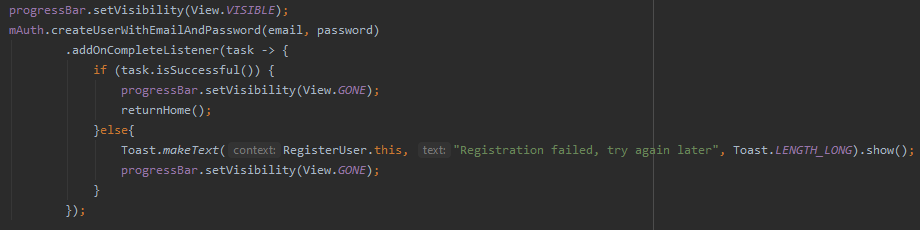 progressBar.setVisibility(View.VISIBLE);
mAuth.createUserWithEmailAndPassword(email, password)
        .addOnCompleteListener(task -> {
            if (task.isSuccessful()) {
                progressBar.setVisibility(View.GONE);
                returnHome();
            }else{
                Toast.makeText( context: RegisterUser.this, text: "Registration failed, try again later", Toast.LENGTH_LONG).show();
                progressBar.setVisibility(View.GONE);
            }
        });